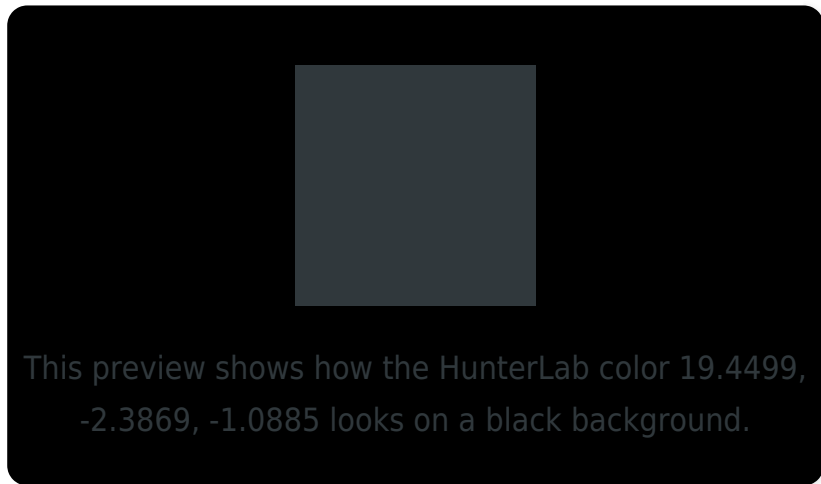 This preview shows how the HunterLab color 19.4499,
-2.3869, -1.0885 looks on a black background.